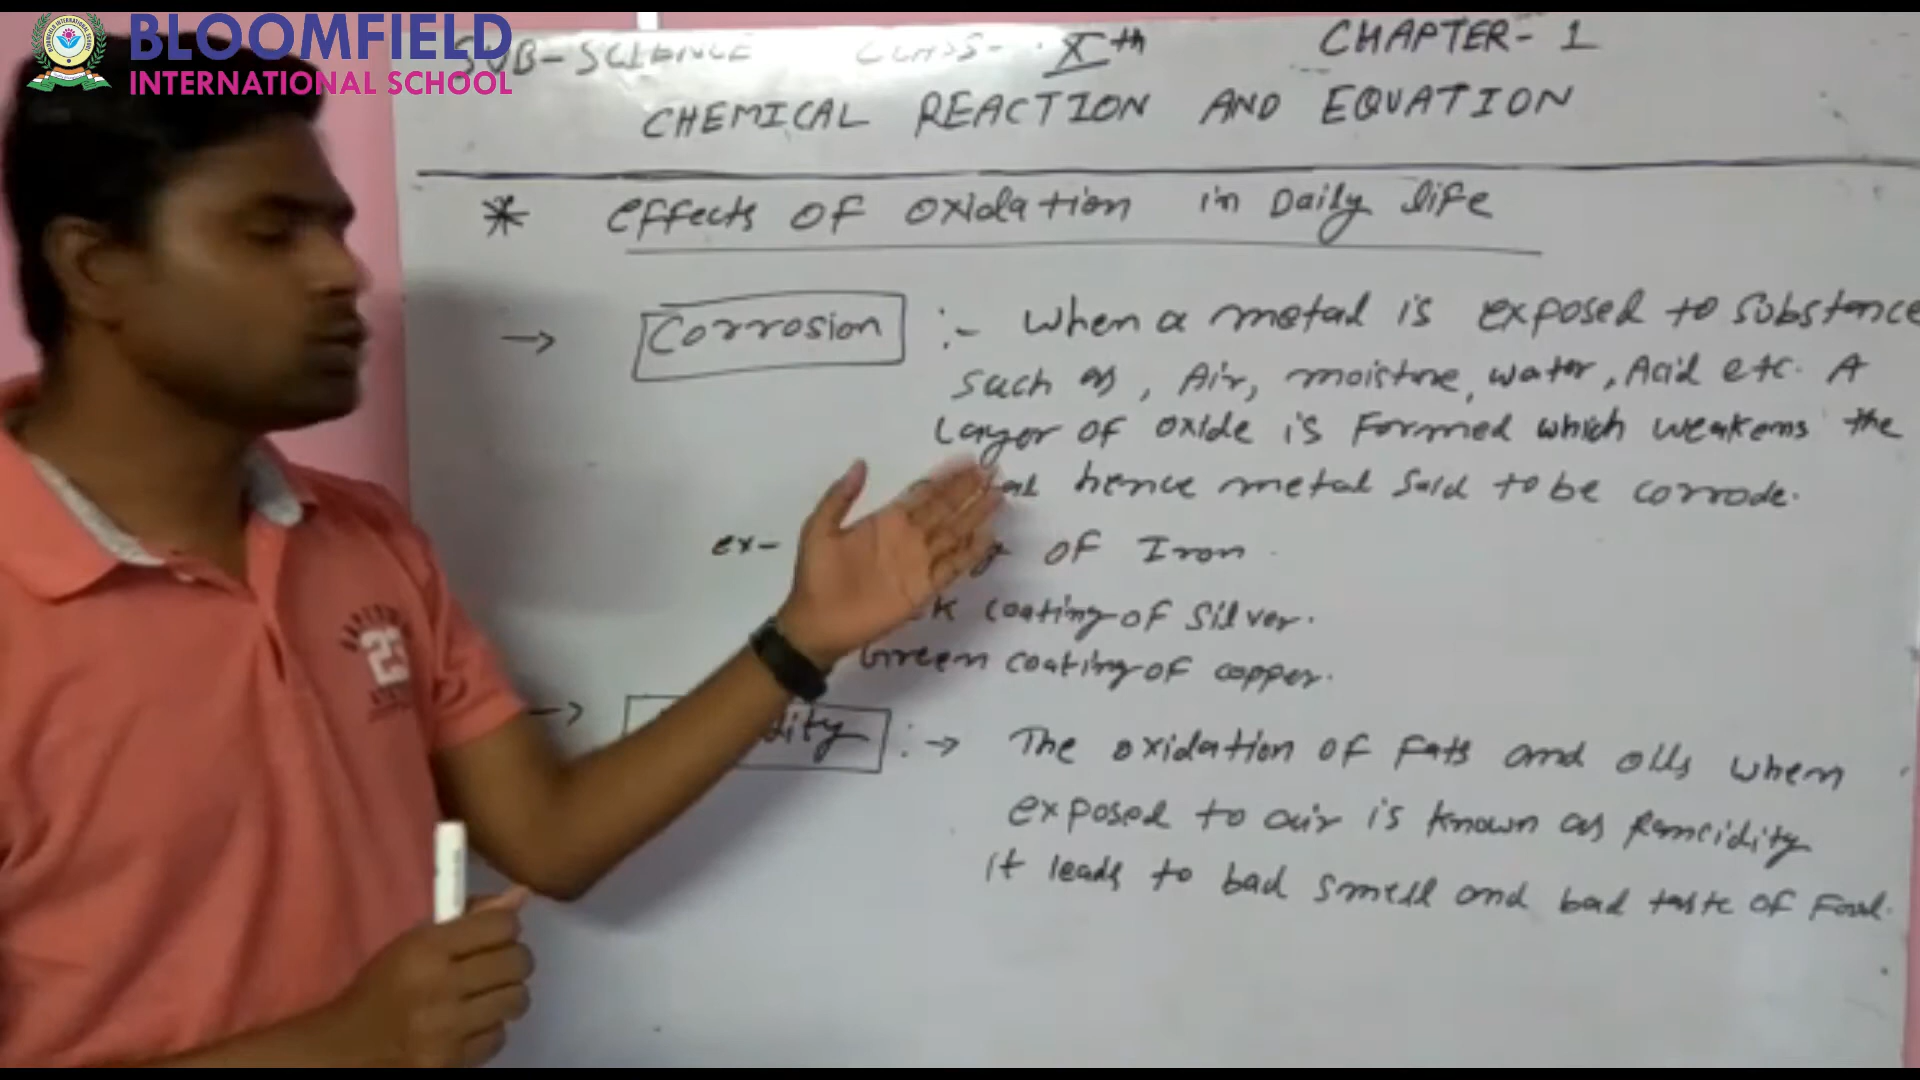 BLOOMFIELD
INTERNATIONAL SCHOOL
SUB-SCIENCE CLASS- Xth CHAPTER-1
CHEMICAL REACTION AND EQUATION
* Effects OF Oxidation in Daily life
→ Corrosion :- When a metal is exposed to substance
such as, Air, moisture, water, Acid etc. A
Layer OF oxide is Formed which weakens the
hence metal said to be corrode.
ex- OF Iron
coating of Silver.
Green coating of copper.
→ :→ The oxidation OF Fats and oils when
exposed to air is known as Rancidity
it leads to bad smell and bad taste of Food.
23